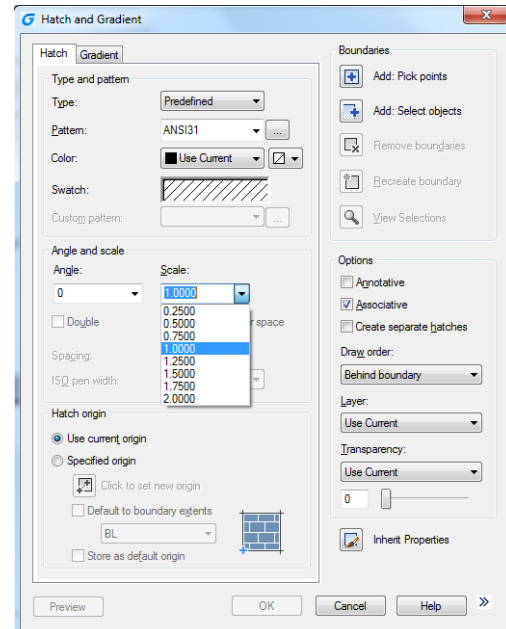 Hatch and Gradient
Hatch
Gradient
Type and pattern
Type:
Predefined
Pattern:
ANSI31
...
Color:
Use Current
Swatch:
Custom pattern:
...
Angle and scale
Angle:
Scale:
0
1.0000
0.2500
0.5000
0.7500
1.0000
1.2500
1.5000
1.7500
2.0000
Double
r space
Spacing:
ISO pen width:
Hatch origin
Use current origin
Specified origin
Click to set new origin
Default to boundary extents
BL
Store as default origin
Boundaries
Add: Pick points
Add: Select objects
Remove boundaries
Recreate boundary
View Selections
Options
Annotative
Associative
Create separate hatches
Draw order:
Behind boundary
Layer:
Use Current
Transparency:
Use Current
0
Inherit Properties
Preview
OK
Cancel
Help